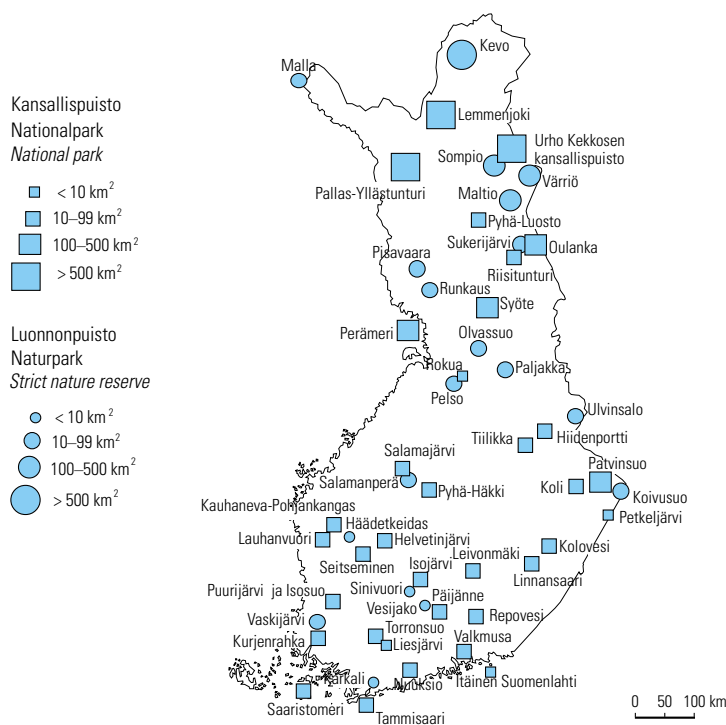 Kansallispuisto
Nationalpark
National park
< 10 km²
10–99 km²
100–500 km²
> 500 km²
Luonnonpuisto
Naturpark
Strict nature reserve
< 10 km²
10–99 km²
100–500 km²
> 500 km²
Kevo
Malla
Lemmenjoki
Urho Kekkosen
kansallispuisto
Sompio
Värriö
Pallas-Yllästunturi
Maltio
Pyhä-Luosto
Sukerijärvi
Oulanka
Pisavaara
Riisitunturi
Runkaus
Syöte
Perämeri
Olvassuo
Rokua
Paljakka
Pelso
Ulvinsalo
Tiilikka
Hiidenportti
Salamajärvi
Patvinsuo
Salamanperä
Pyhä-Häkki
Koli
Koivusuo
Kauhaneva-Pohjankangas
Petkeljärvi
Häädetkeidas
Lauhanvuori
Helvetinjärvi
Kolovesi
Seitseminen
Isojärvi
Leivonmäki
Linnansaari
Puurijärvi ja Isosuo
Sinivuori
Vesijako
Päijänne
Repovesi
Vaskijärvi
Torronsuo
Kurjenrahka
Liesjärvi
Valkmusa
Karkali
Nuuksio
Itäinen Suomenlahti
Saaristomeri
Tammisaari
0 50 100 km